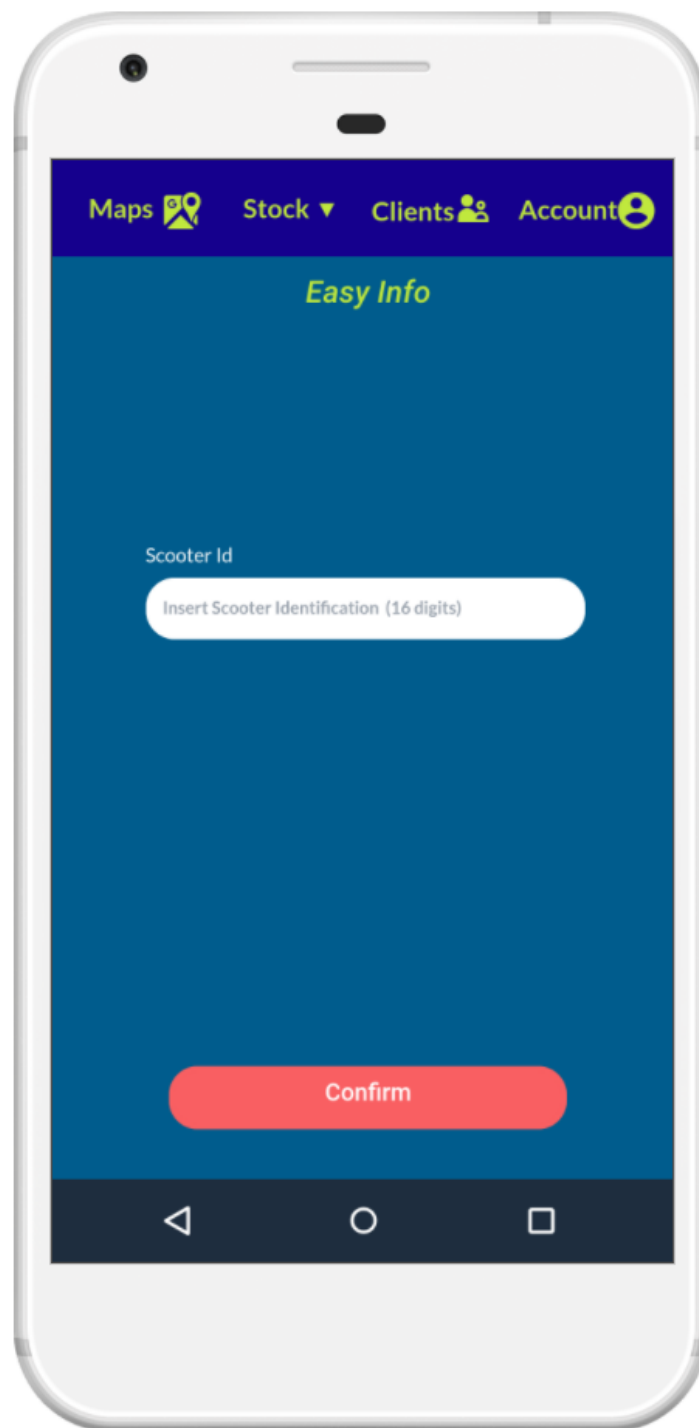 Maps Stock ▼ Clients Account
Easy Info
Scooter Id
Insert Scooter Identification (16 digits)
Confirm